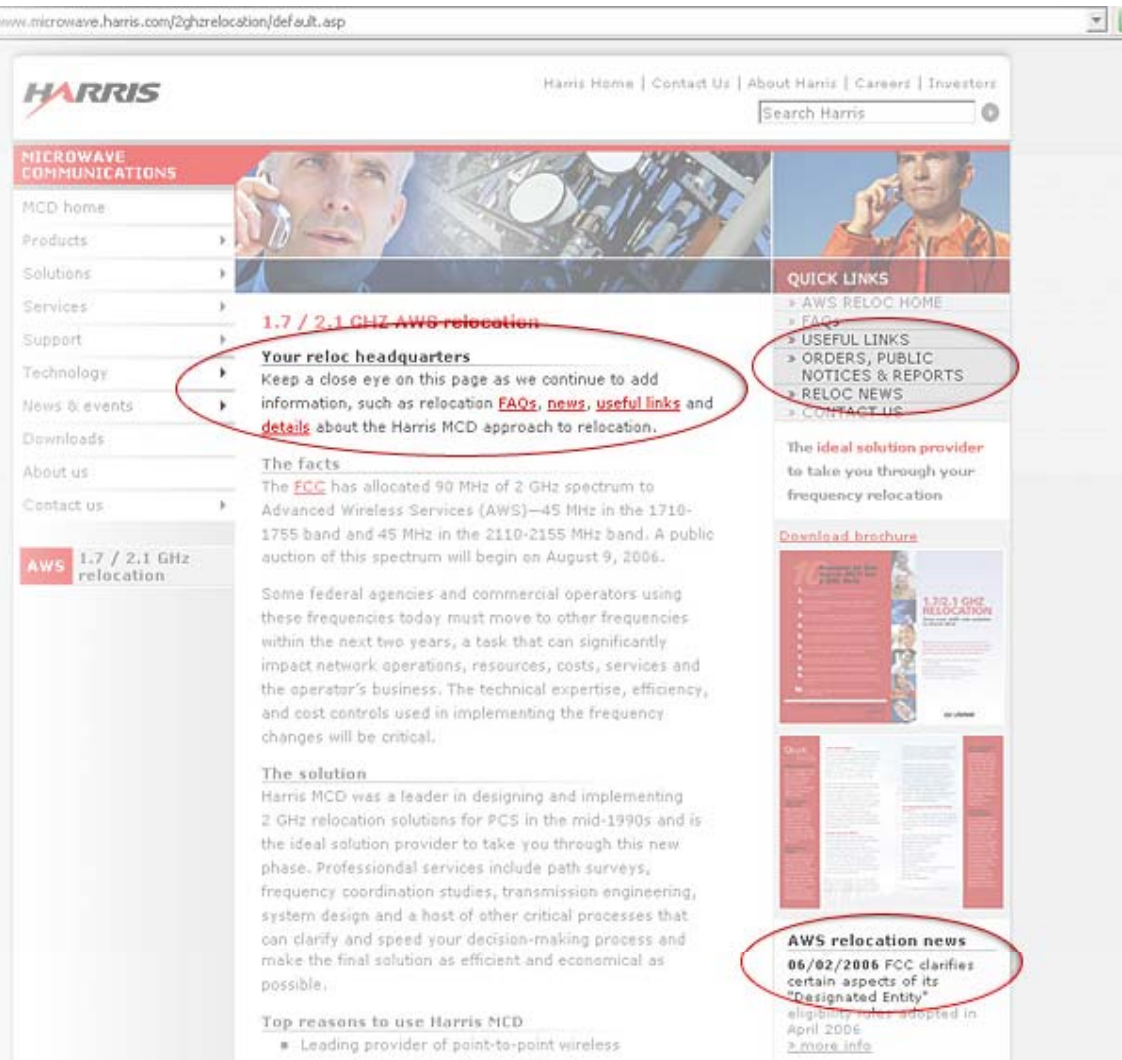 www.microwave.harris.com/2ghzrelocation/default.asp
HARRIS
Harris Home | Contact Us | About Harris | Careers | Investors
Search Harris
MICROWAVE
COMMUNICATIONS
MCD home
Products
Solutions
Services
Support
Technology
News & events
Downloads
About us
Contact us
AWS 1.7 / 2.1 GHz
relocation
1.7 / 2.1 GHZ AWS relocation
Your reloc headquarters
Keep a close eye on this page as we continue to add
information, such as relocation FAQs, news, useful links and
details about the Harris MCD approach to relocation.
The facts
The FCC has allocated 90 MHz of 2 GHz spectrum to
Advanced Wireless Services (AWS)—45 MHz in the 1710-
1755 band and 45 MHz in the 2110-2155 MHz band. A public
auction of this spectrum will begin on August 9, 2006.
Some federal agencies and commercial operators using
these frequencies today must move to other frequencies
within the next two years, a task that can significantly
impact network operations, resources, costs, services and
the operator's business. The technical expertise, efficiency,
and cost controls used in implementing the frequency
changes will be critical.
The solution
Harris MCD was a leader in designing and implementing
2 GHz relocation solutions for PCS in the mid-1990s and is
the ideal solution provider to take you through this new
phase. Professiondal services include path surveys,
frequency coordination studies, transmission engineering,
system design and a host of other critical processes that
can clarify and speed your decision-making process and
make the final solution as efficient and economical as
possible.
Top reasons to use Harris MCD
▪ Leading provider of point-to-point wireless
QUICK LINKS
» AWS RELOC HOME
» FAQs
» USEFUL LINKS
» ORDERS, PUBLIC
NOTICES & REPORTS
» RELOC NEWS
» CONTACT US
The ideal solution provider
to take you through your
frequency relocation
Download brochure
1.7/2.1 GHZ
RELOCATION
AWS relocation news
06/02/2006 FCC clarifies
certain aspects of its
"Designated Entity"
eligibility rules adopted in
April 2006
» more info